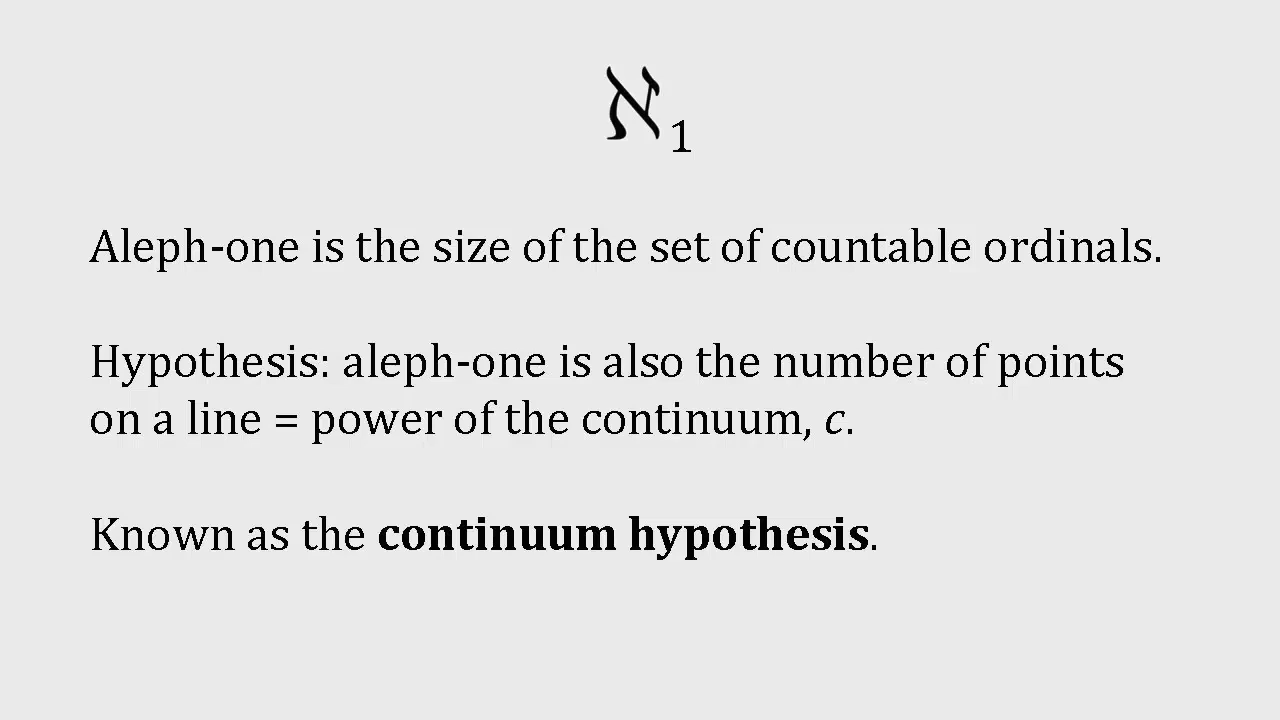 ℵ₁
Aleph-one is the size of the set of countable ordinals.
Hypothesis: aleph-one is also the number of points
on a line = power of the continuum, c.
Known as the continuum hypothesis.